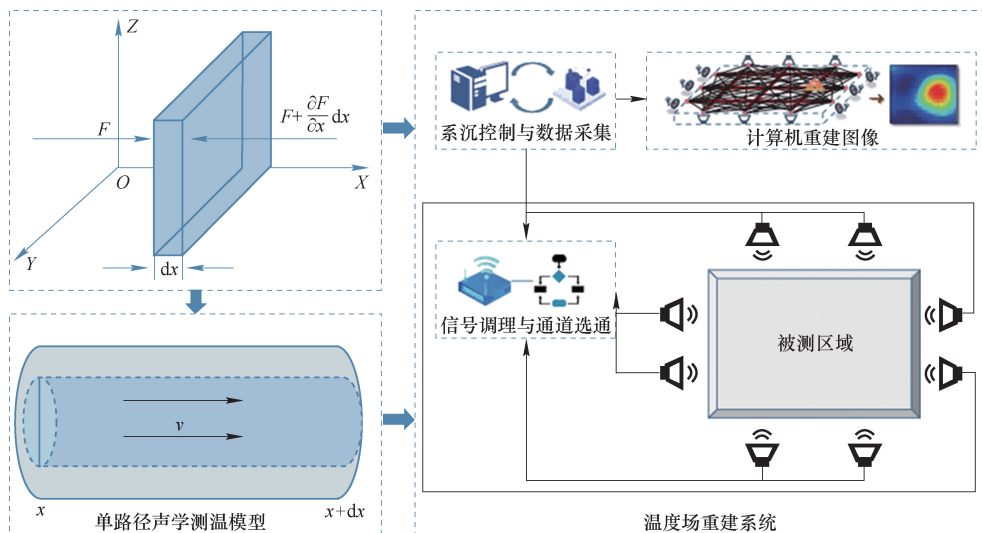 Z
F
F+∂F/∂x dx
O
X
Y
dx
v
x
x+dx
单路径声学测温模型
系沉控制与数据采集
计算机重建图像
信号调理与通道选通
被测区域
温度场重建系统